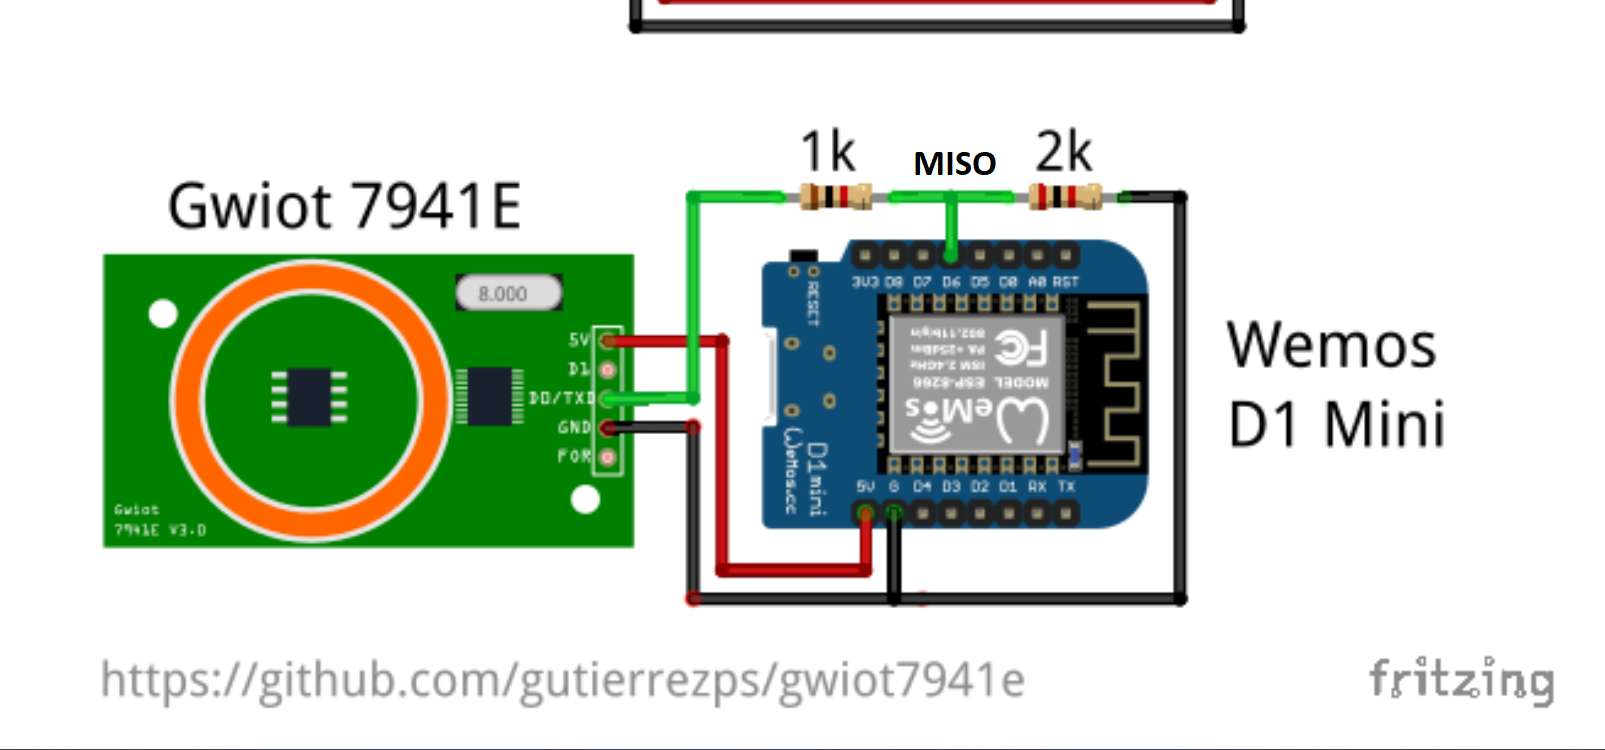 1k
MISO
2k
Gwiot 7941E
8.000
5V
D1
D0/TXD
GND
FOR
Gwiot
7941E V3.0
3V3 D8 D7 D6 D5 D0 A0 RST
RESET
802.11b/g/n
PA +25dBm
ISM 2.4GHz
MODEL ESP-8266
FC
WeMos
D1mini
WeMos.cc
5V G D4 D3 D2 D1 RX TX
Wemos
D1 Mini
https://github.com/gutierrezps/gwiot7941e
fritzing